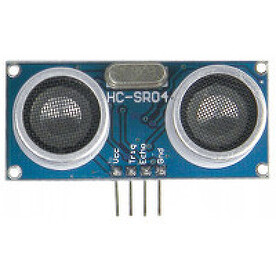 HC-SR04
Vcc
Trig
Echo
Gnd